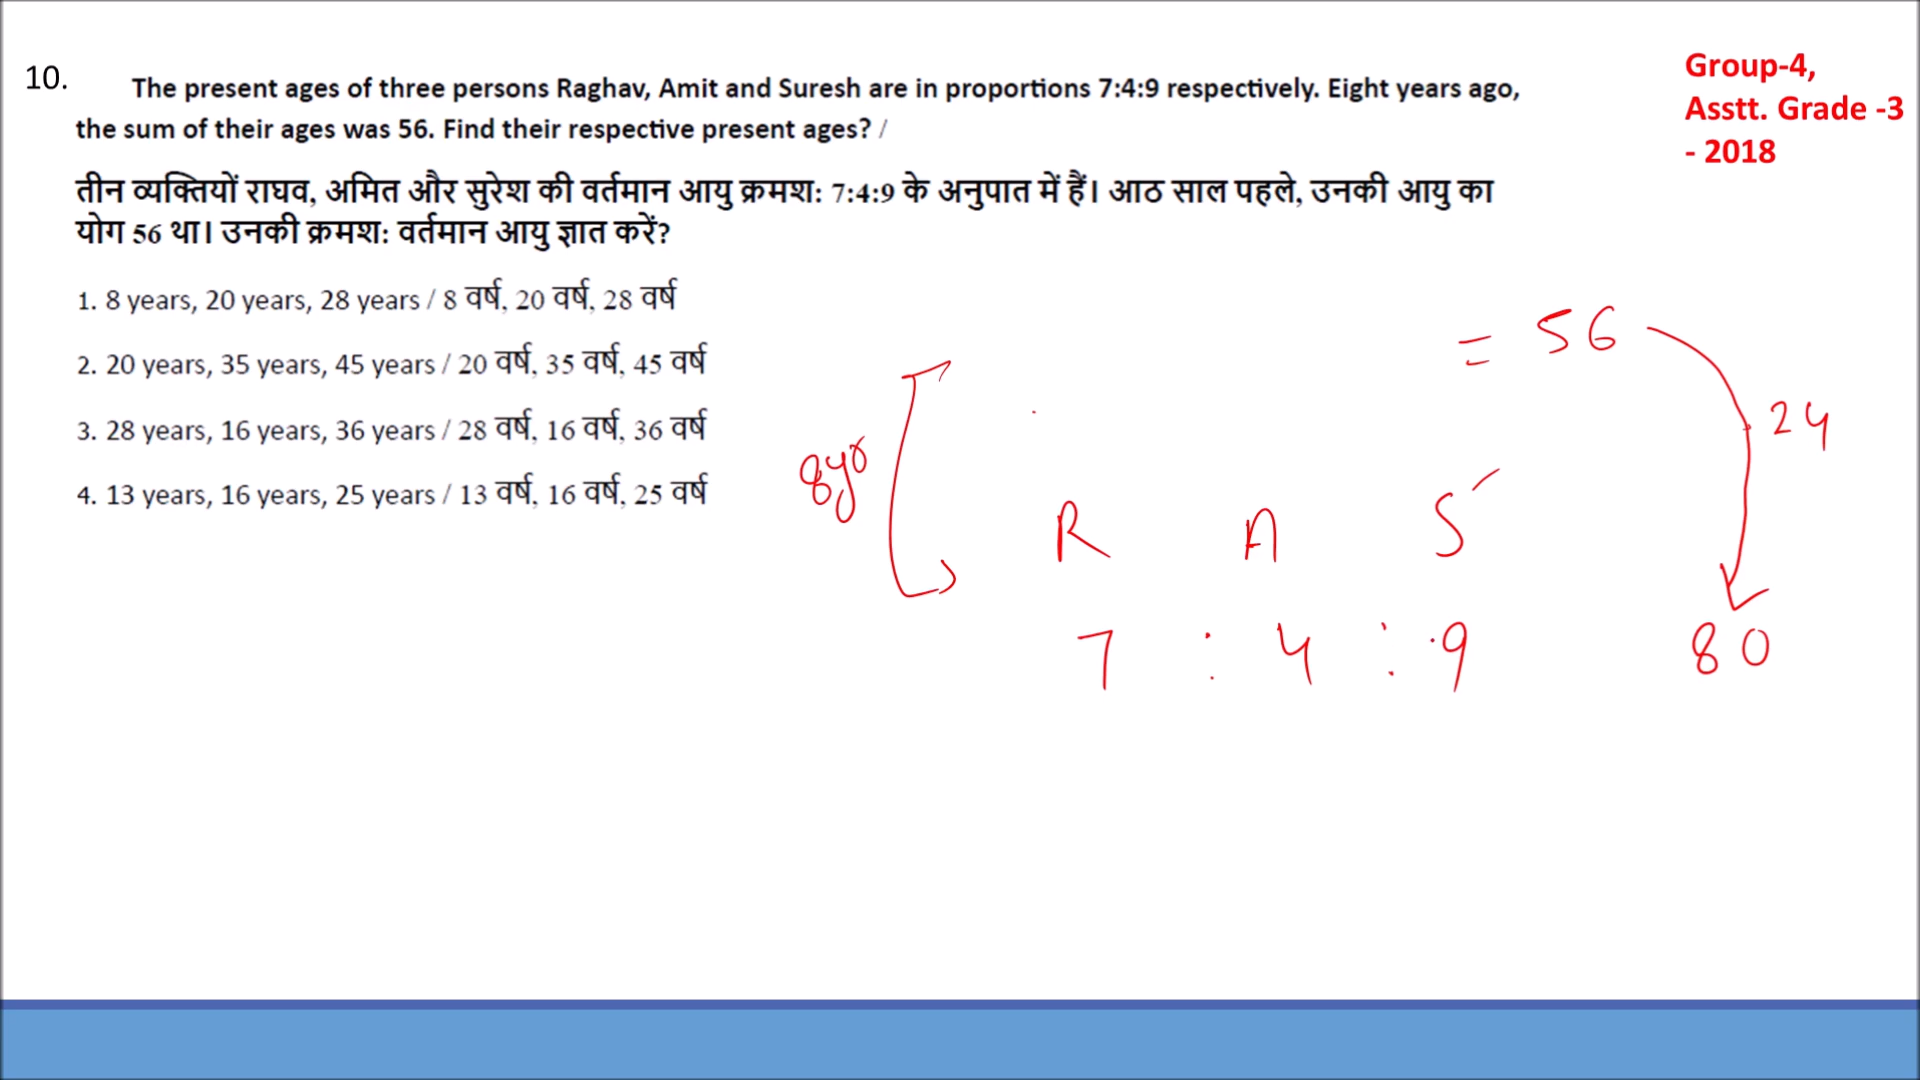 10.
The present ages of three persons Raghav, Amit and Suresh are in proportions 7:4:9 respectively. Eight years ago,
the sum of their ages was 56. Find their respective present ages? /
तीन व्यक्तियों राघव, अमित और सुरेश की वर्तमान आयु क्रमश: 7:4:9 के अनुपात में हैं। आठ साल पहले, उनकी आयु का
योग 56 था। उनकी क्रमश: वर्तमान आयु ज्ञात करें?
1. 8 years, 20 years, 28 years / 8 वर्ष, 20 वर्ष, 28 वर्ष
2. 20 years, 35 years, 45 years / 20 वर्ष, 35 वर्ष, 45 वर्ष
3. 28 years, 16 years, 36 years / 28 वर्ष, 16 वर्ष, 36 वर्ष
4. 13 years, 16 years, 25 years / 13 वर्ष, 16 वर्ष, 25 वर्ष
Group-4,
Asstt. Grade -3
- 2018
= 56
24
8yr
R A S
7 : 4 : 9 80